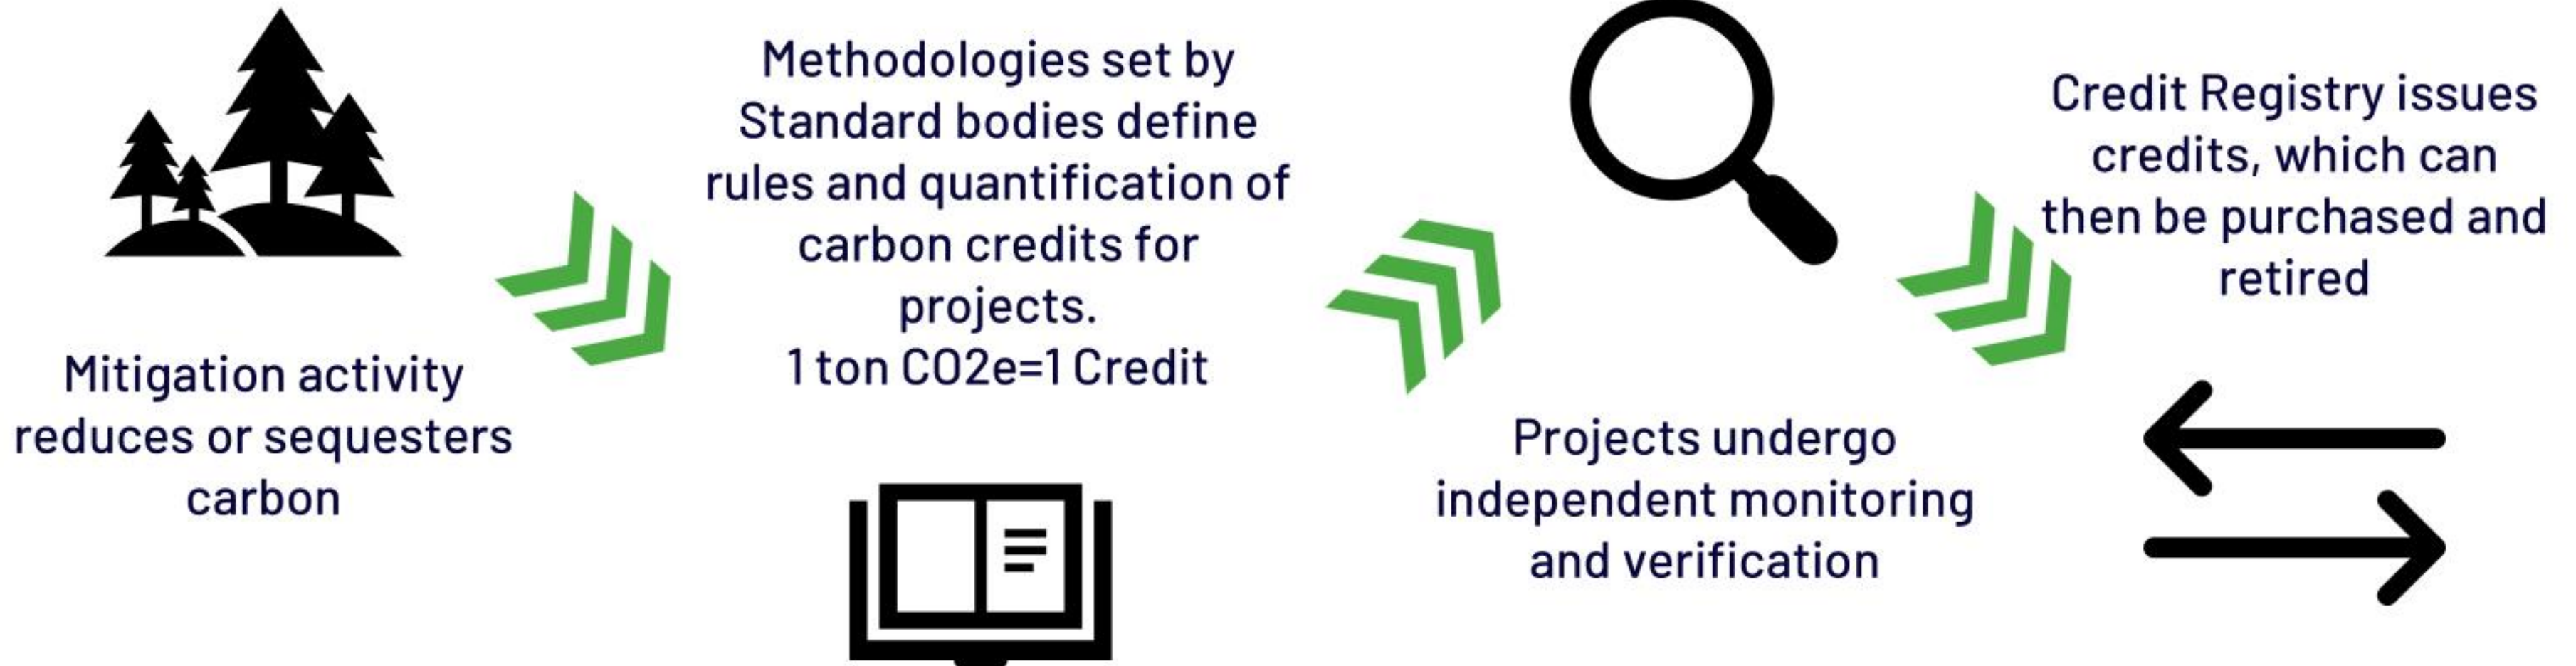 Mitigation activity
reduces or sequesters
carbon
Methodologies set by
Standard bodies define
rules and quantification of
carbon credits for
projects.
1 ton CO2e=1 Credit
Projects undergo
independent monitoring
and verification
Credit Registry issues
credits, which can
then be purchased and
retired